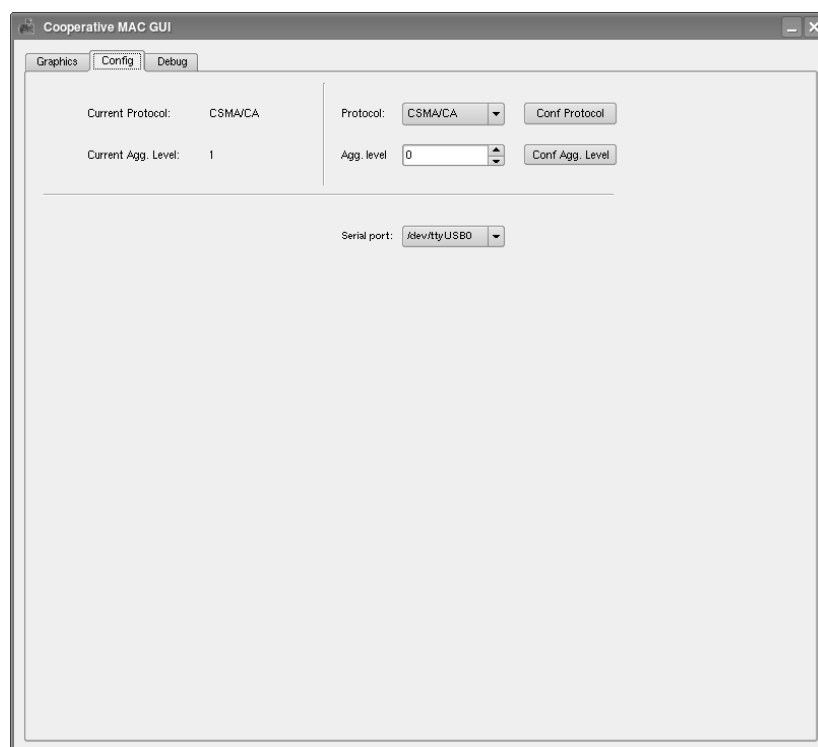 Cooperative MAC GUI
Graphics Config Debug
Current Protocol: CSMA/CA Protocol: CSMA/CA Conf Protocol
Current Agg. Level: 1 Agg. level 0 Conf Agg. Level
Serial port: /dev/ttyUSB0